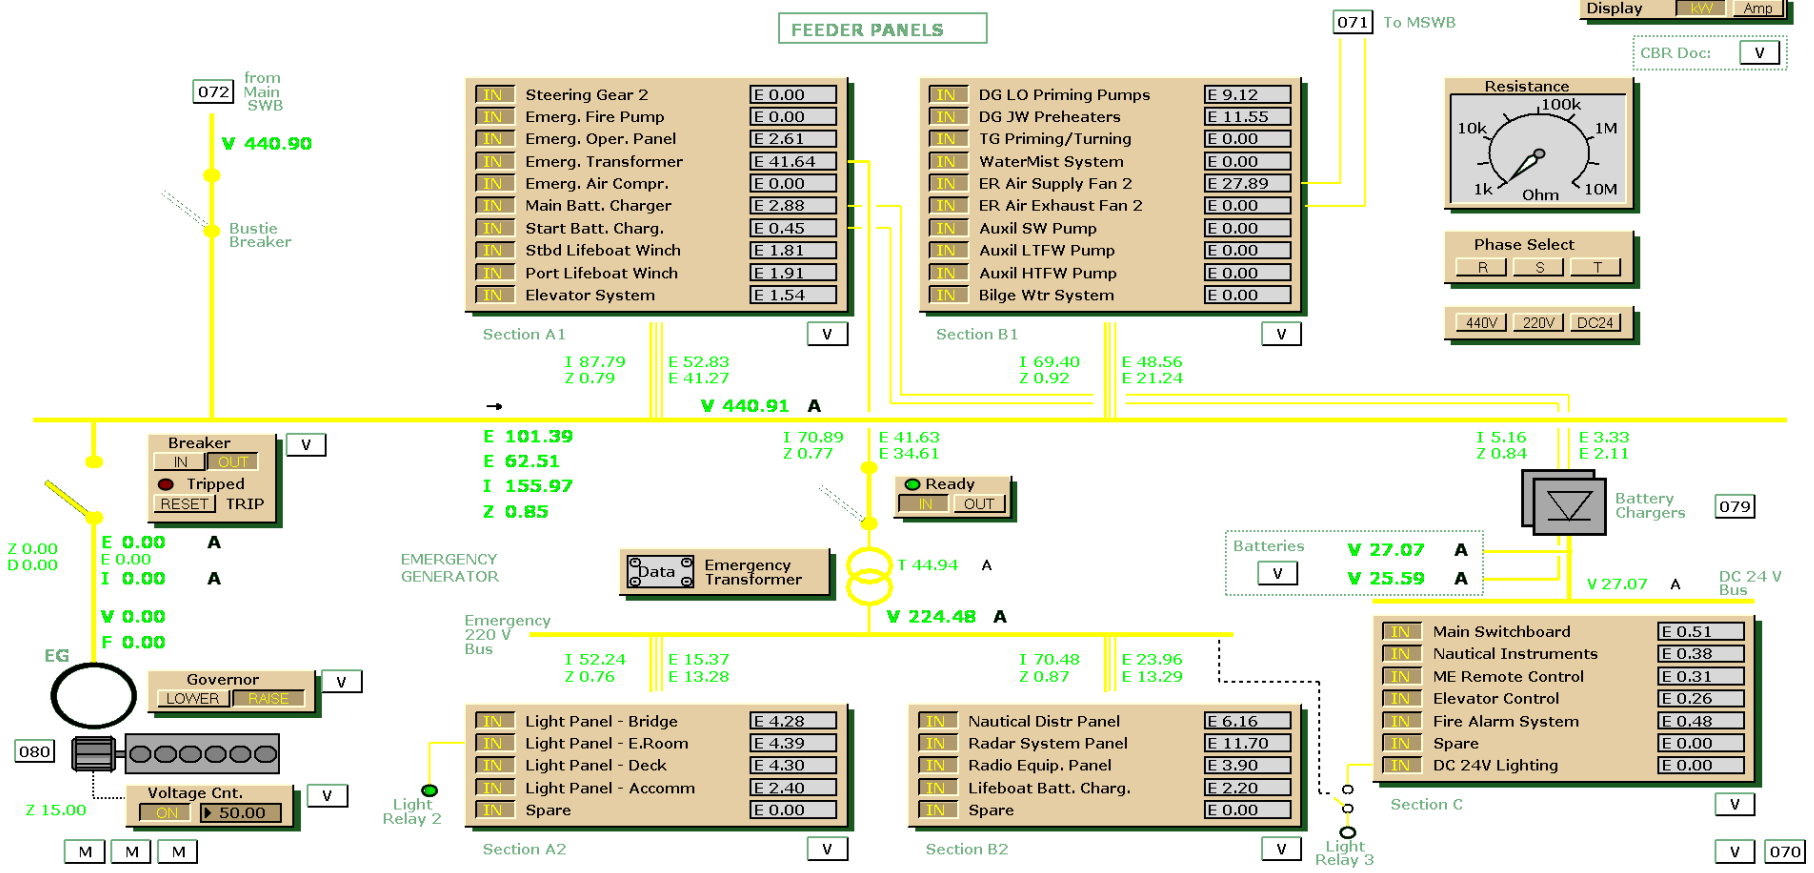 FEEDER PANELS
071 To MSWB
Display kW Amp
CBR Doc: V
072
from
Main
SWB
V 440.90
Bustie
Breaker
IN Steering Gear 2 E 0.00
IN Emerg. Fire Pump E 0.00
IN Emerg. Oper. Panel E 2.61
IN Emerg. Transformer E 41.64
IN Emerg. Air Compr. E 0.00
IN Main Batt. Charger E 2.88
IN Start Batt. Charg. E 0.45
IN Stbd Lifeboat Winch E 1.81
IN Port Lifeboat Winch E 1.91
IN Elevator System E 1.54
Section A1 V
IN DG LO Priming Pumps E 9.12
IN DG JW Preheaters E 11.55
IN TG Priming/Turning E 0.00
IN WaterMist System E 0.00
IN ER Air Supply Fan 2 E 27.89
IN ER Air Exhaust Fan 2 E 0.00
IN Auxil SW Pump E 0.00
IN Auxil LTFW Pump E 0.00
IN Auxil HTFW Pump E 0.00
IN Bilge Wtr System E 0.00
Section B1 V
Resistance
100k
10k 1M
1k 10M
Ohm
Phase Select
R S T
440V 220V DC24
I 87.79 E 52.83
Z 0.79 E 41.27
I 69.40 E 48.56
Z 0.92 E 21.24
V 440.91 A
E 101.39
E 62.51
I 155.97
Z 0.85
I 70.89 E 41.63
Z 0.77 E 34.61
I 5.16 E 3.33
Z 0.84 E 2.11
Breaker V
IN OUT
Tripped
RESET TRIP
Ready
IN OUT
Battery
Chargers
079
Z 0.00
D 0.00
E 0.00 A
E 0.00
I 0.00 A
V 0.00
F 0.00
EMERGENCY
GENERATOR
Data
Emergency
Transformer
T 44.94 A
V 224.48 A
Batteries
V
V 27.07 A
V 25.59 A
V 27.07 A
DC 24 V
Bus
Emergency
220 V
Bus
EG
Governor V
LOWER RAISE
080
Voltage Cnt. V
ON 50.00
Z 15.00
M M M
I 52.24 E 15.37
Z 0.76 E 13.28
I 70.48 E 23.96
Z 0.87 E 13.29
IN Light Panel - Bridge E 4.28
IN Light Panel - E.Room E 4.39
IN Light Panel - Deck E 4.30
IN Light Panel - Accomm E 2.40
IN Spare E 0.00
Light
Relay 2
Section A2 V
IN Nautical Distr Panel E 6.16
IN Radar System Panel E 11.70
IN Radio Equip. Panel E 3.90
IN Lifeboat Batt. Charg. E 2.20
IN Spare E 0.00
Section B2 V
IN Main Switchboard E 0.51
IN Nautical Instruments E 0.38
IN ME Remote Control E 0.31
IN Elevator Control E 0.26
IN Fire Alarm System E 0.48
IN Spare E 0.00
IN DC 24V Lighting E 0.00
Section C V
Light
Relay 3
V 070